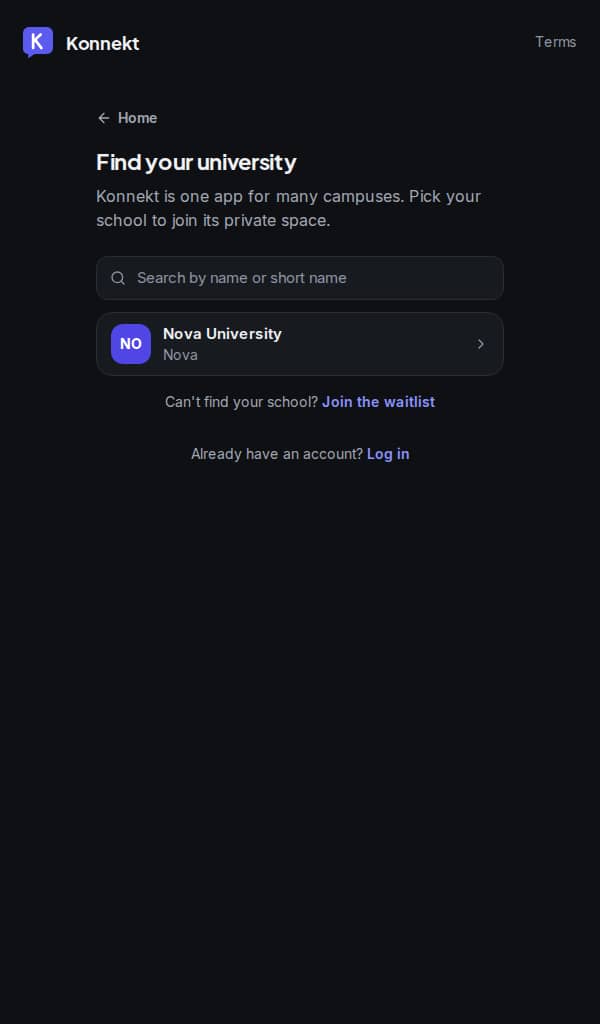 K Konnekt
Terms
Home
Find your university
Konnekt is one app for many campuses. Pick your
school to join its private space.
Search by name or short name
NO
Nova University
Nova
Can't find your school? Join the waitlist
Already have an account? Log in